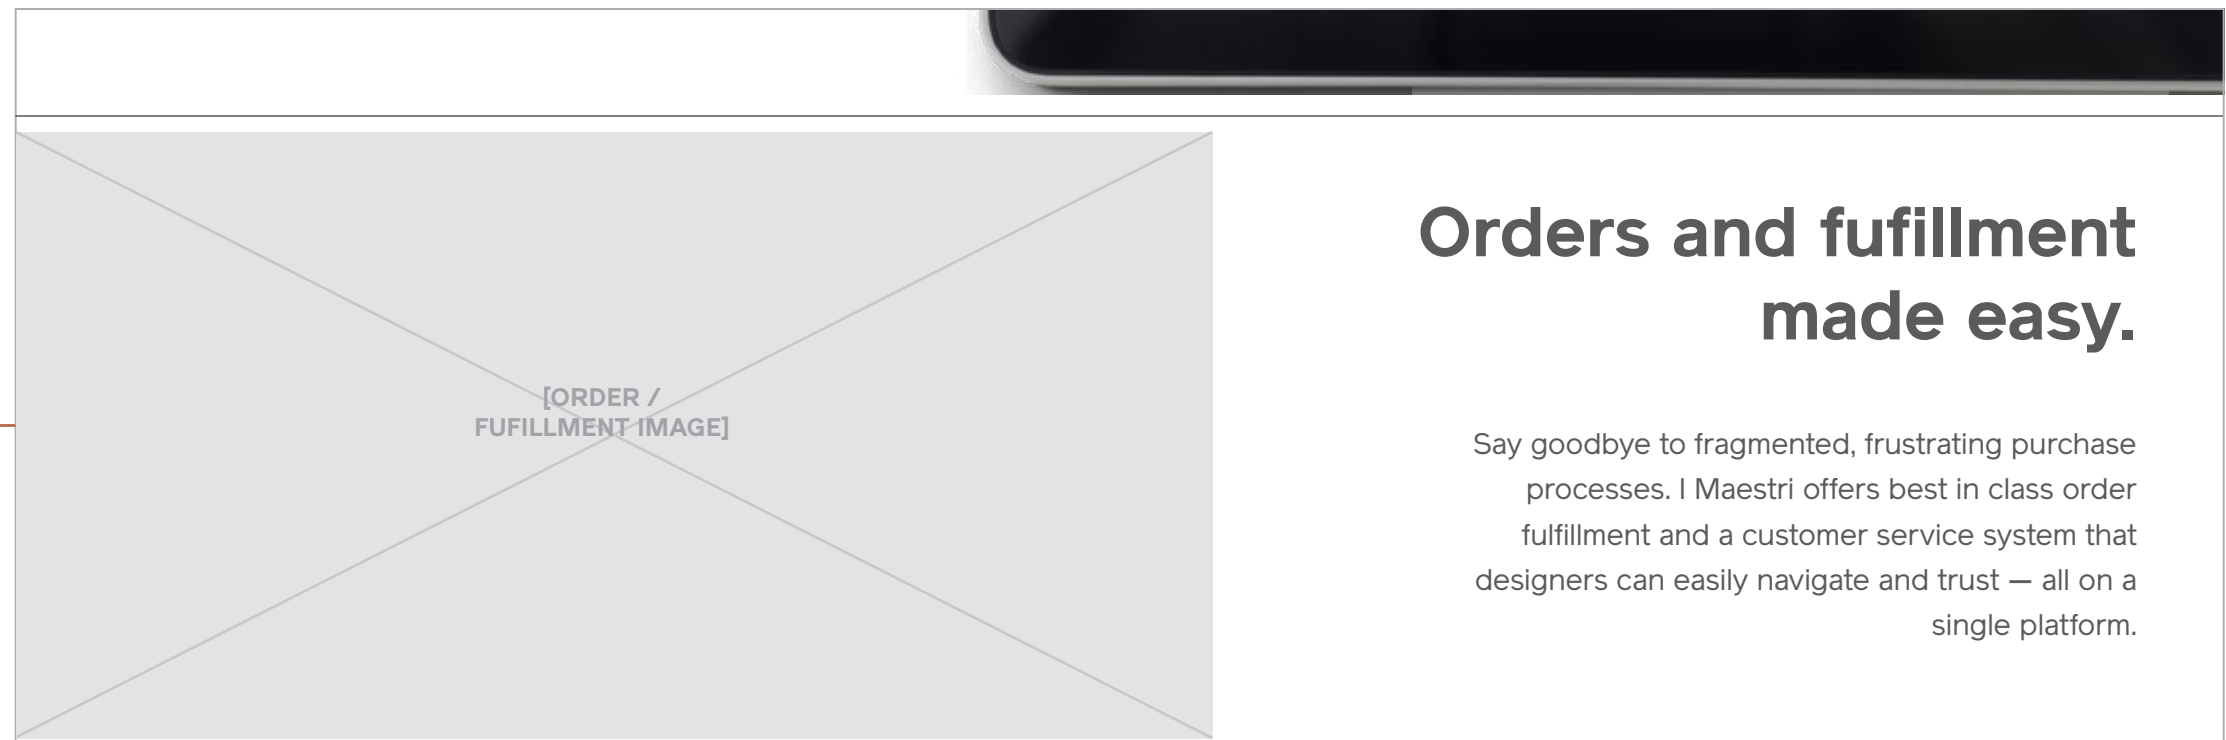 [ORDER /
FUFILLMENT IMAGE]
Orders and fufillment
made easy.
Say goodbye to fragmented, frustrating purchase
processes. I Maestri offers best in class order
fulfillment and a customer service system that
designers can easily navigate and trust — all on a
single platform.